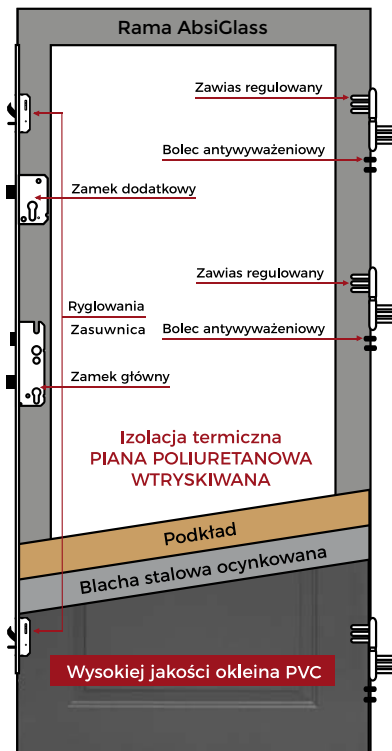 Rama AbsiGlass
Zawias regulowany
Bolec antywyważeniowy
Zamek dodatkowy
Zawias regulowany
Ryglowania
Zasuwnica
Bolec antywyważeniowy
Zamek główny
Izolacja termiczna
PIANA POLIURETANOWA
WTRYSKIWANA
Podkład
Blacha stalowa ocynkowana
Wysokiej jakości okleina PVC